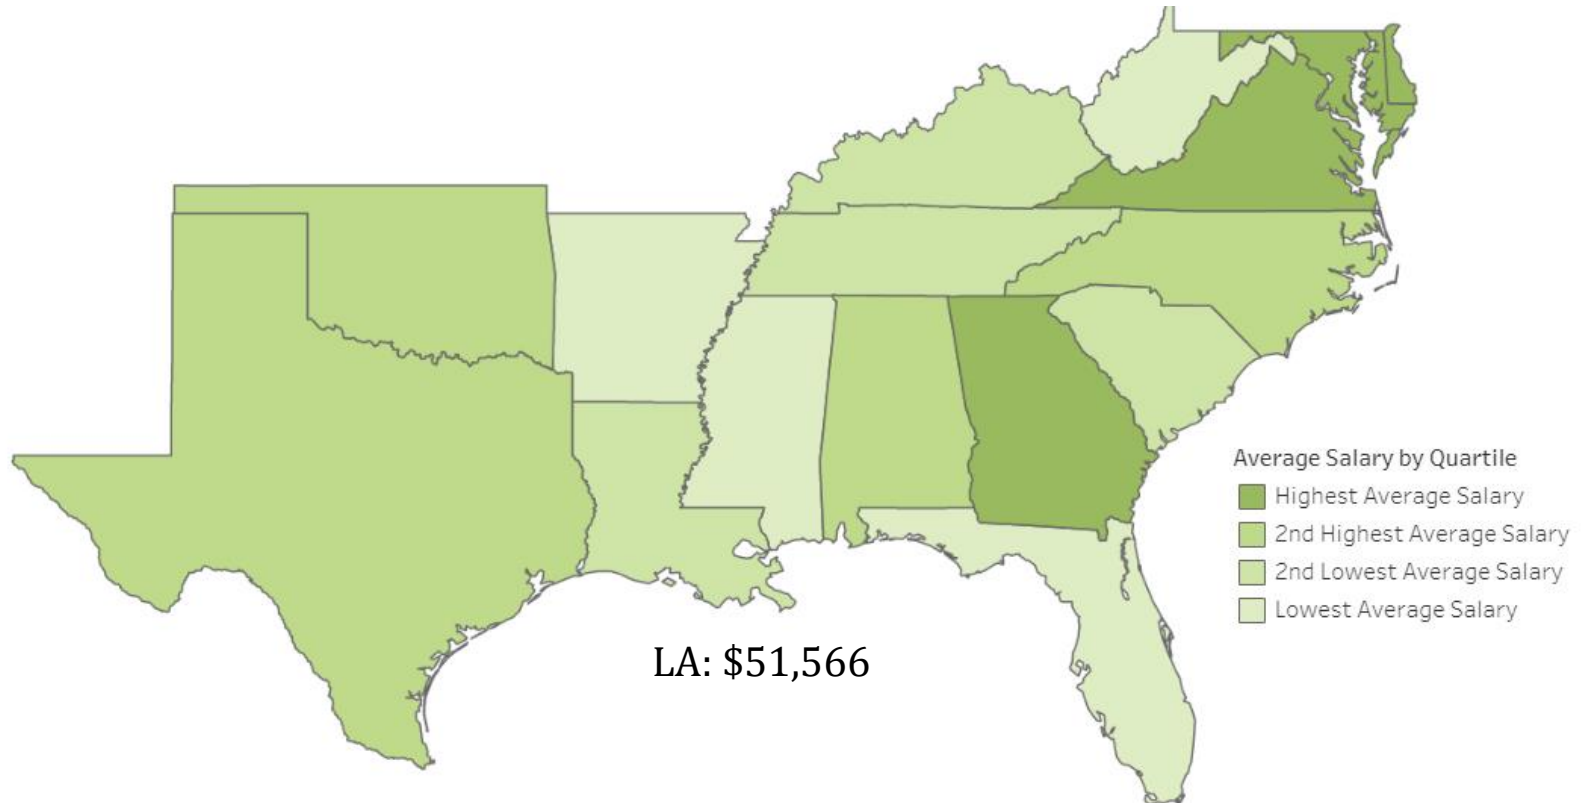 Average Salary by Quartile
Highest Average Salary
2nd Highest Average Salary
2nd Lowest Average Salary
Lowest Average Salary
LA: $51,566